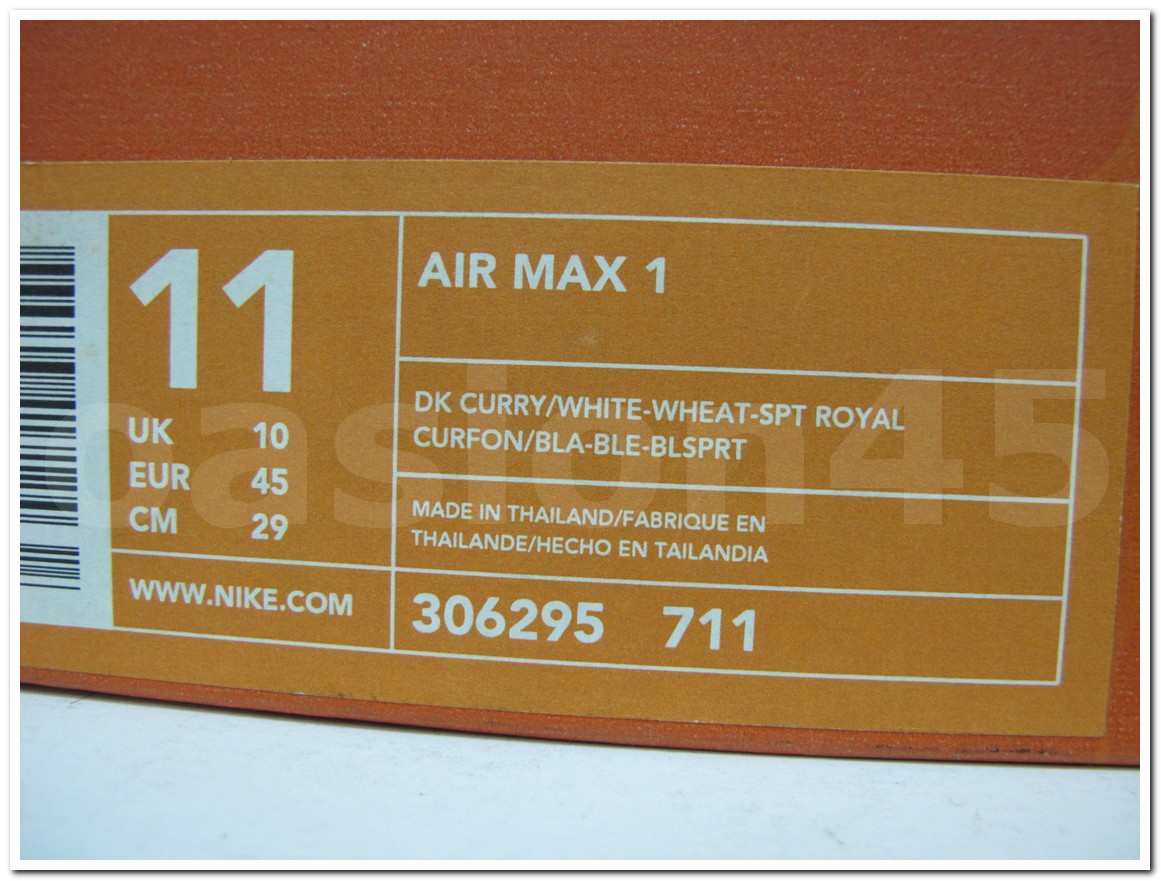 11
UK 10
EUR 45
CM 29
WWW.NIKE.COM
AIR MAX 1
DK CURRY/WHITE-WHEAT-SPT ROYAL
CURFON/BLA-BLE-BLSPRT
MADE IN THAILAND/FABRIQUE EN
THAILANDE/HECHO EN TAILANDIA
306295 711
oasion45